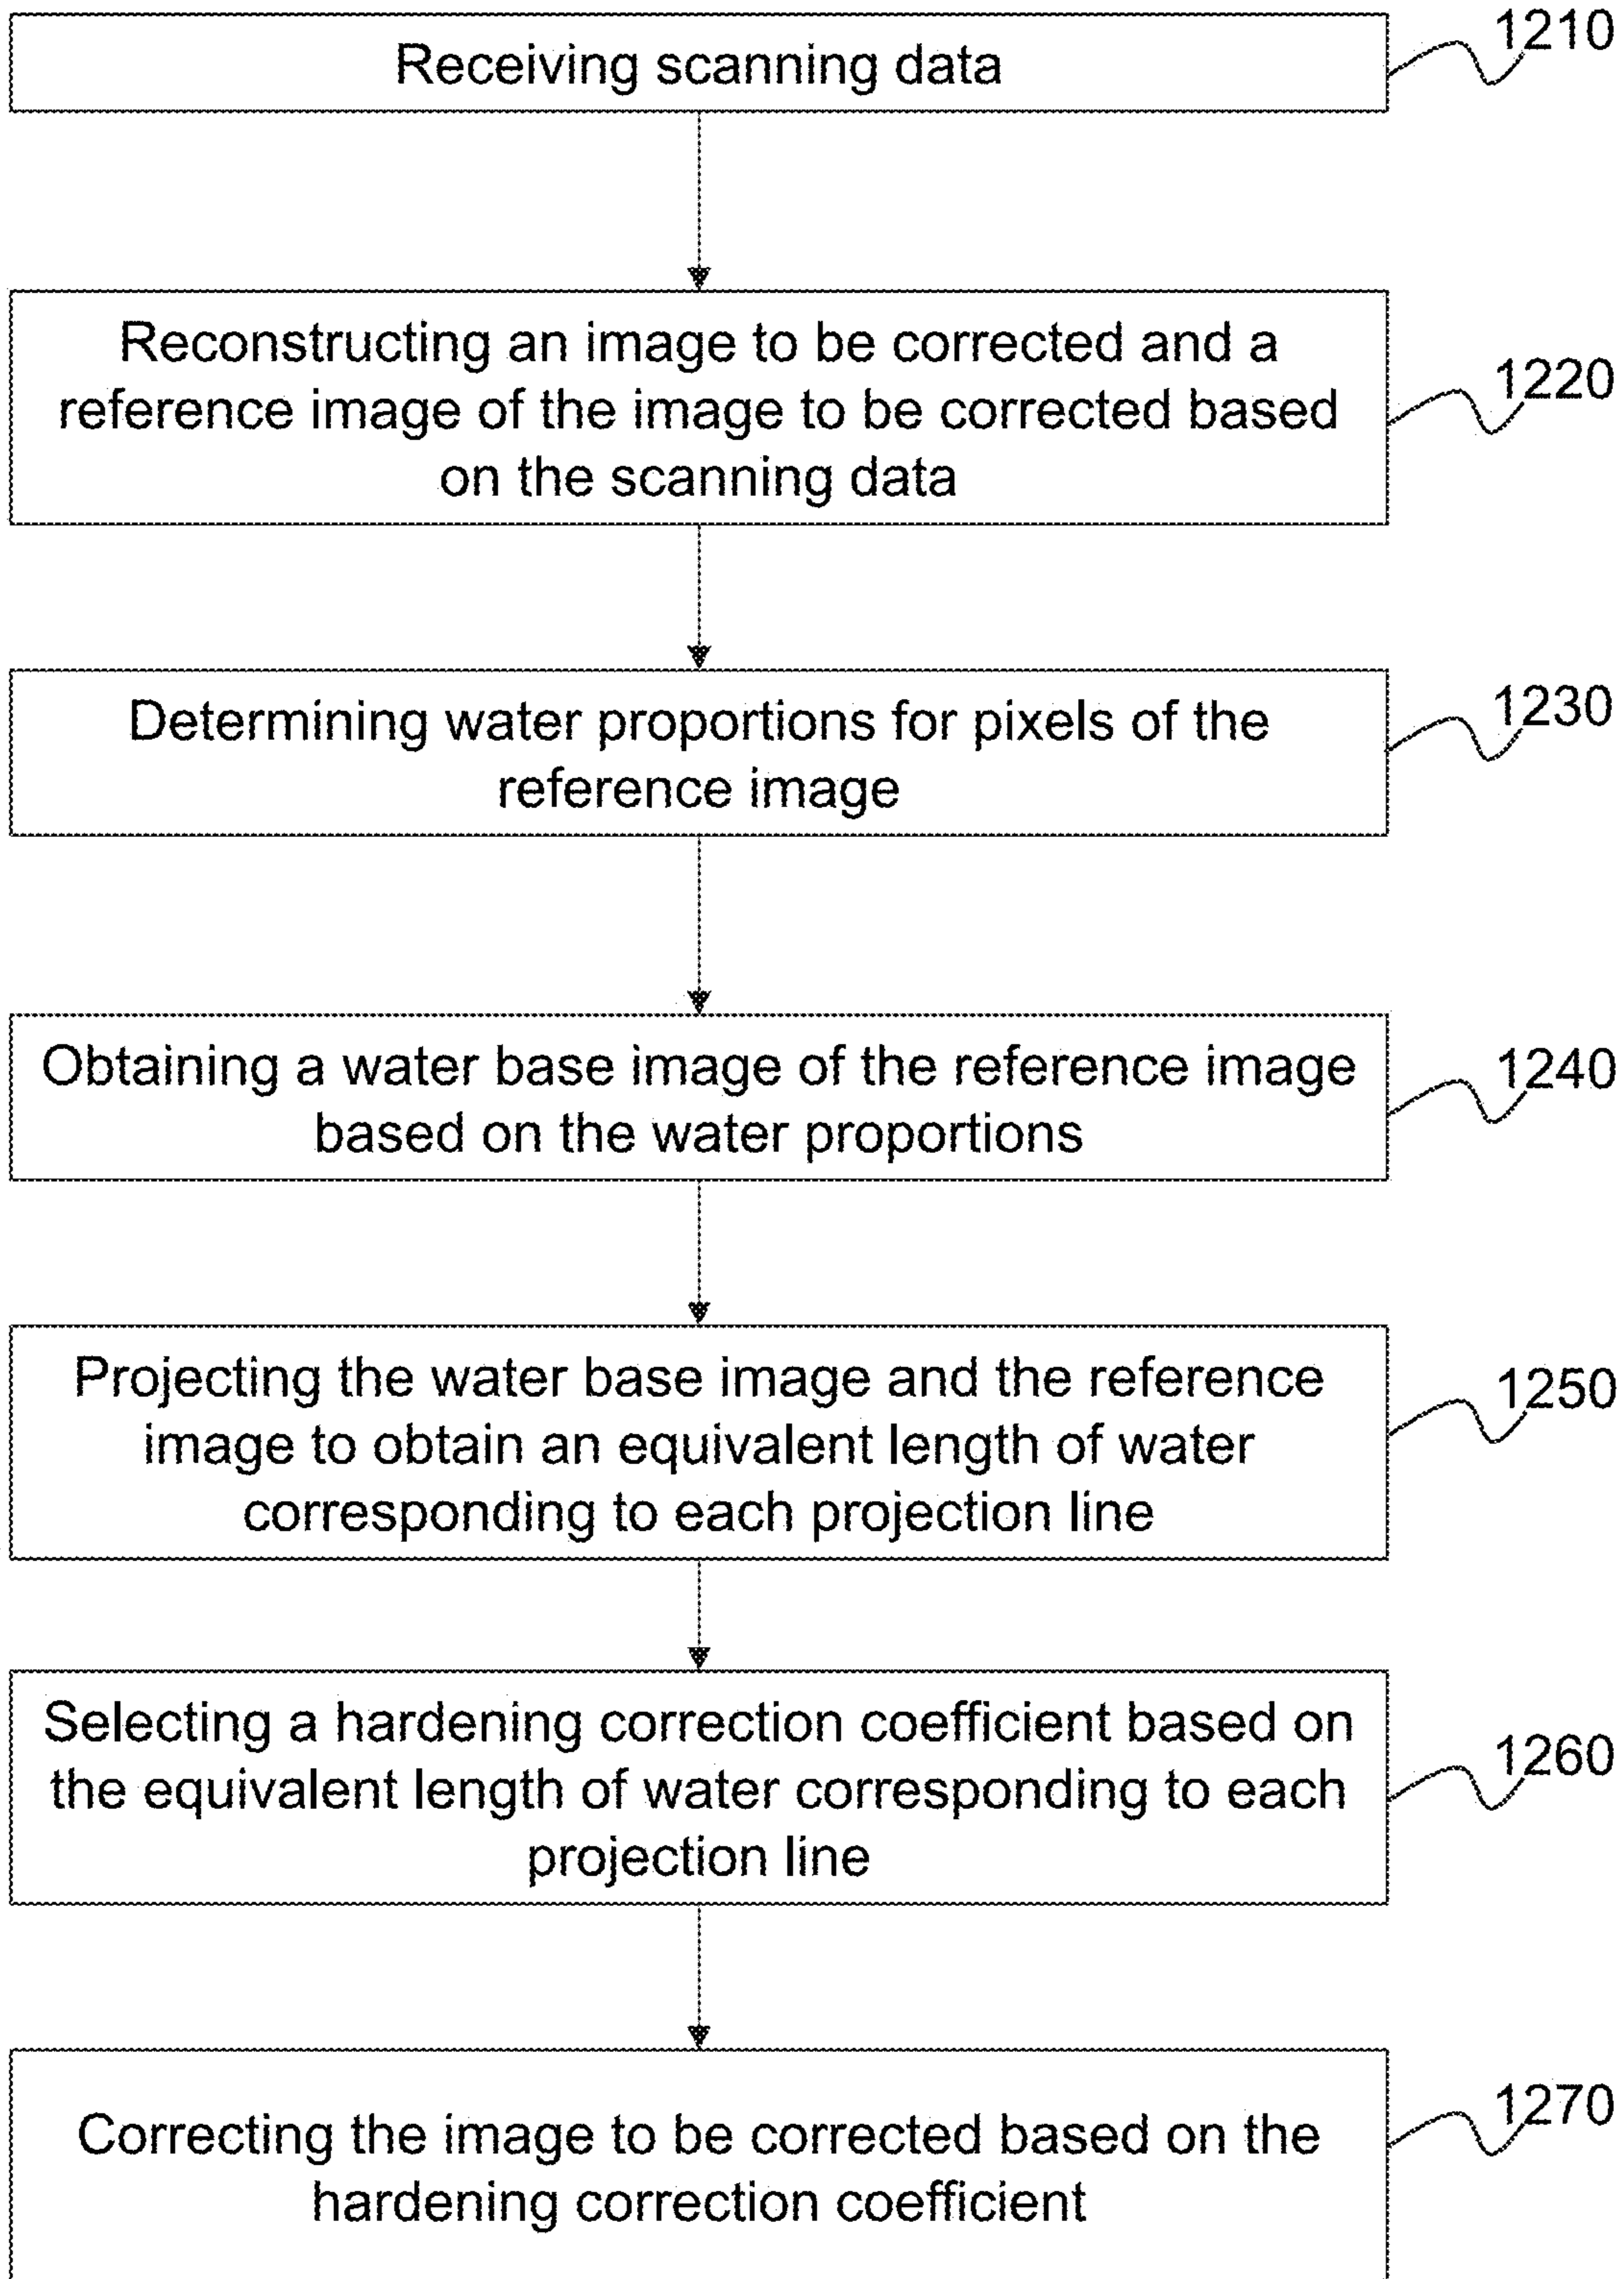 Receiving scanning data
1210
Reconstructing an image to be corrected and a
reference image of the image to be corrected based
on the scanning data
1220
Determining water proportions for pixels of the
reference image
1230
Obtaining a water base image of the reference image
based on the water proportions
1240
Projecting the water base image and the reference
image to obtain an equivalent length of water
corresponding to each projection line
1250
Selecting a hardening correction coefficient based on
the equivalent length of water corresponding to each
projection line
1260
Correcting the image to be corrected based on the
hardening correction coefficient
1270